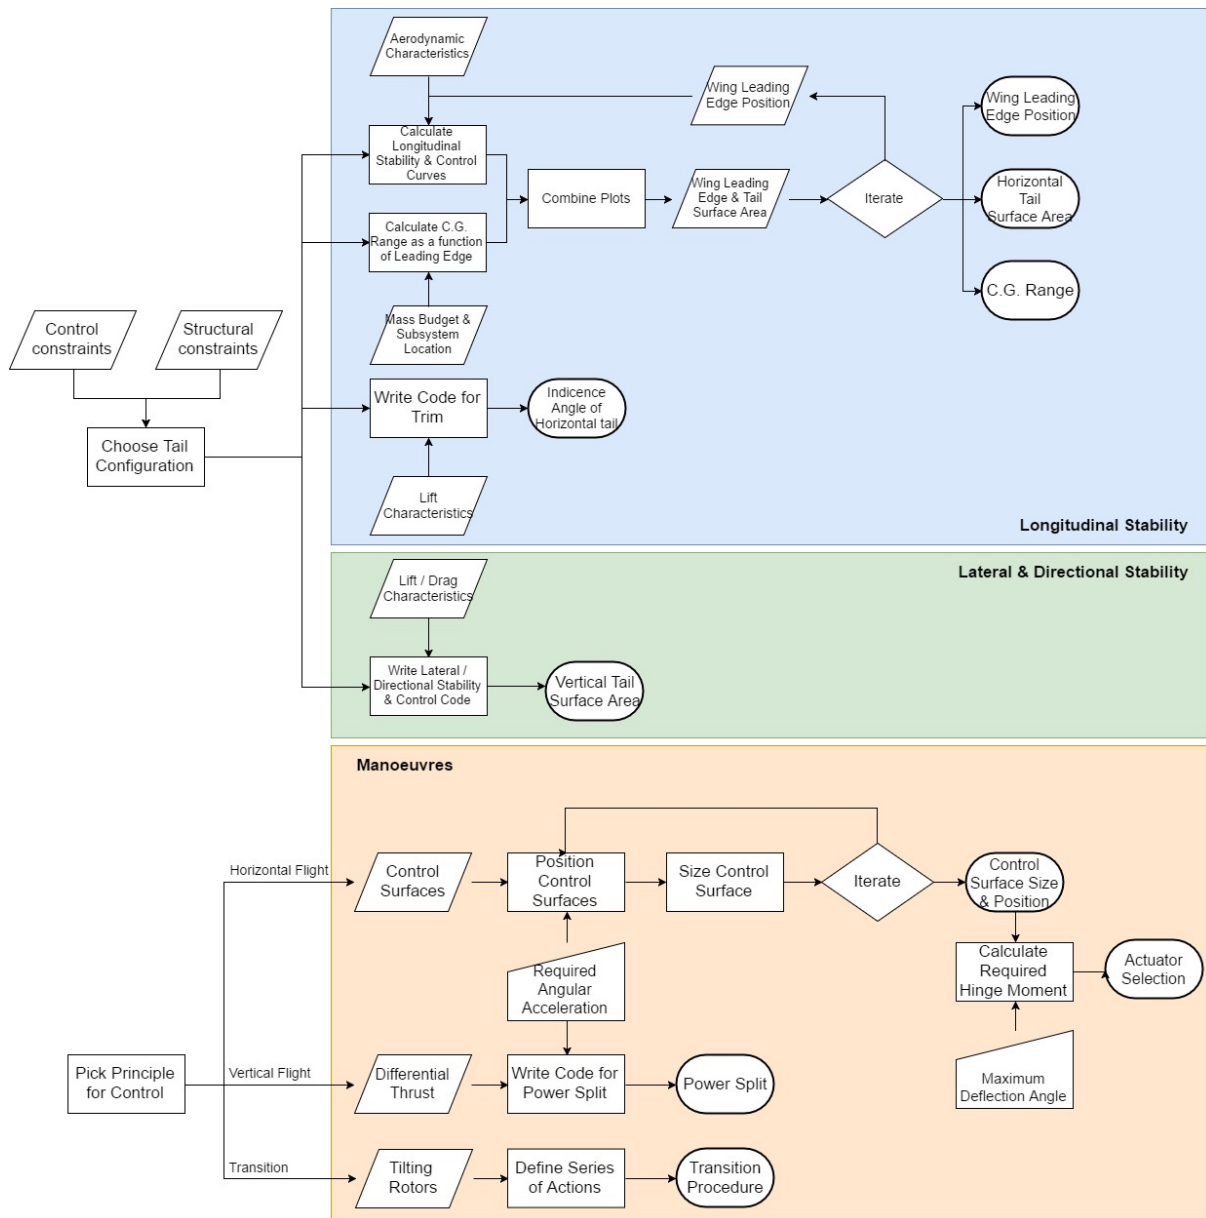 Aerodynamic
Characteristics
Wing Leading
Edge Position
Wing Leading
Edge Position
Calculate
Longitudinal
Stability & Control
Curves
Combine Plots
Wing Leading
Edge & Tail
Surface Area
Iterate
Horizontal
Tail
Surface Area
Calculate C.G.
Range as a function
of Leading Edge
C.G. Range
Mass Budget &
Subsystem
Location
Control
constraints
Structural
constraints
Choose Tail
Configuration
Write Code for
Trim
Indicence
Angle of
Horizontal tail
Lift
Characteristics
Longitudinal Stability
Lateral & Directional Stability
Lift / Drag
Characteristics
Write Lateral /
Directional Stability
& Control Code
Vertical Tail
Surface Area
Manoeuvres
Horizontal Flight
Control
Surfaces
Position
Control
Surfaces
Size Control
Surface
Iterate
Control
Surface Size
& Position
Required
Angular
Acceleration
Calculate
Required
Hinge Moment
Actuator
Selection
Pick Principle
for Control
Vertical Flight
Differential
Thrust
Write Code for
Power Split
Power Split
Maximum
Deflection Angle
Transition
Tilting
Rotors
Define Series
of Actions
Transition
Procedure